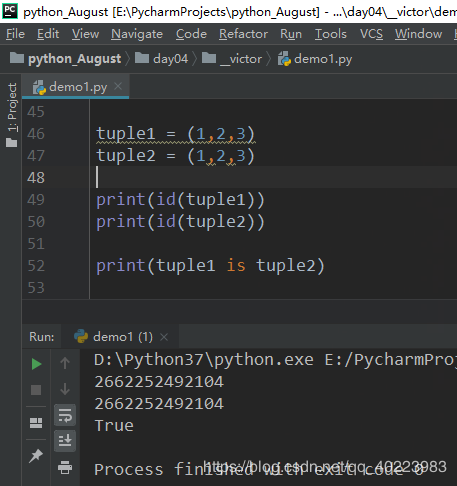 python_August [E:\PycharmProjects\python_August] - ...\day04\__victor\dem
File Edit View Navigate Code Refactor Run Tools VCS Window H
python_August day04 __victor demo1.py
1: Project
demo1.py
45
46 tuple1 = (1,2,3)
47 tuple2 = (1,2,3)
48
49 print(id(tuple1))
50 print(id(tuple2))
51
52 print(tuple1 is tuple2)
53
Run: demo1 (1)
D:\Python37\python.exe E:/PycharmProj
2662252492104
2662252492104
True
Process finished with exit code 0
https://blog.csdn.net/qq_40223983